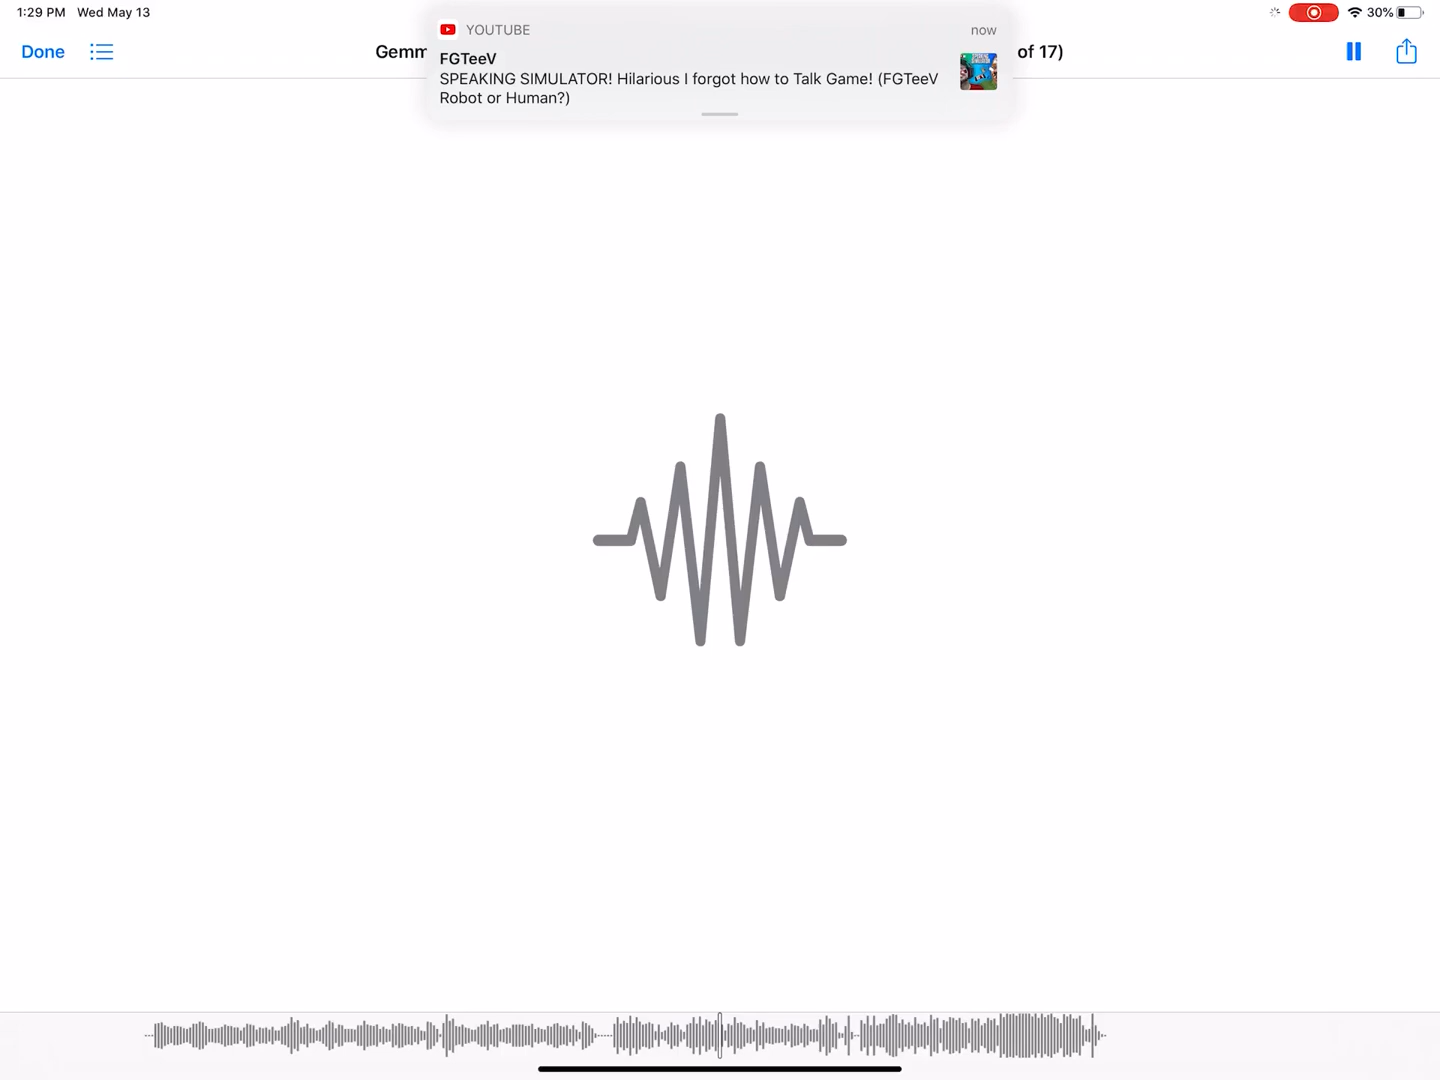 1:29 PM Wed May 13
30%
YOUTUBE
now
Done
Gemm
of 17)
FGTeeV
SPEAKING SIMULATOR! Hilarious I forgot how to Talk Game! (FGTeeV
Robot or Human?)